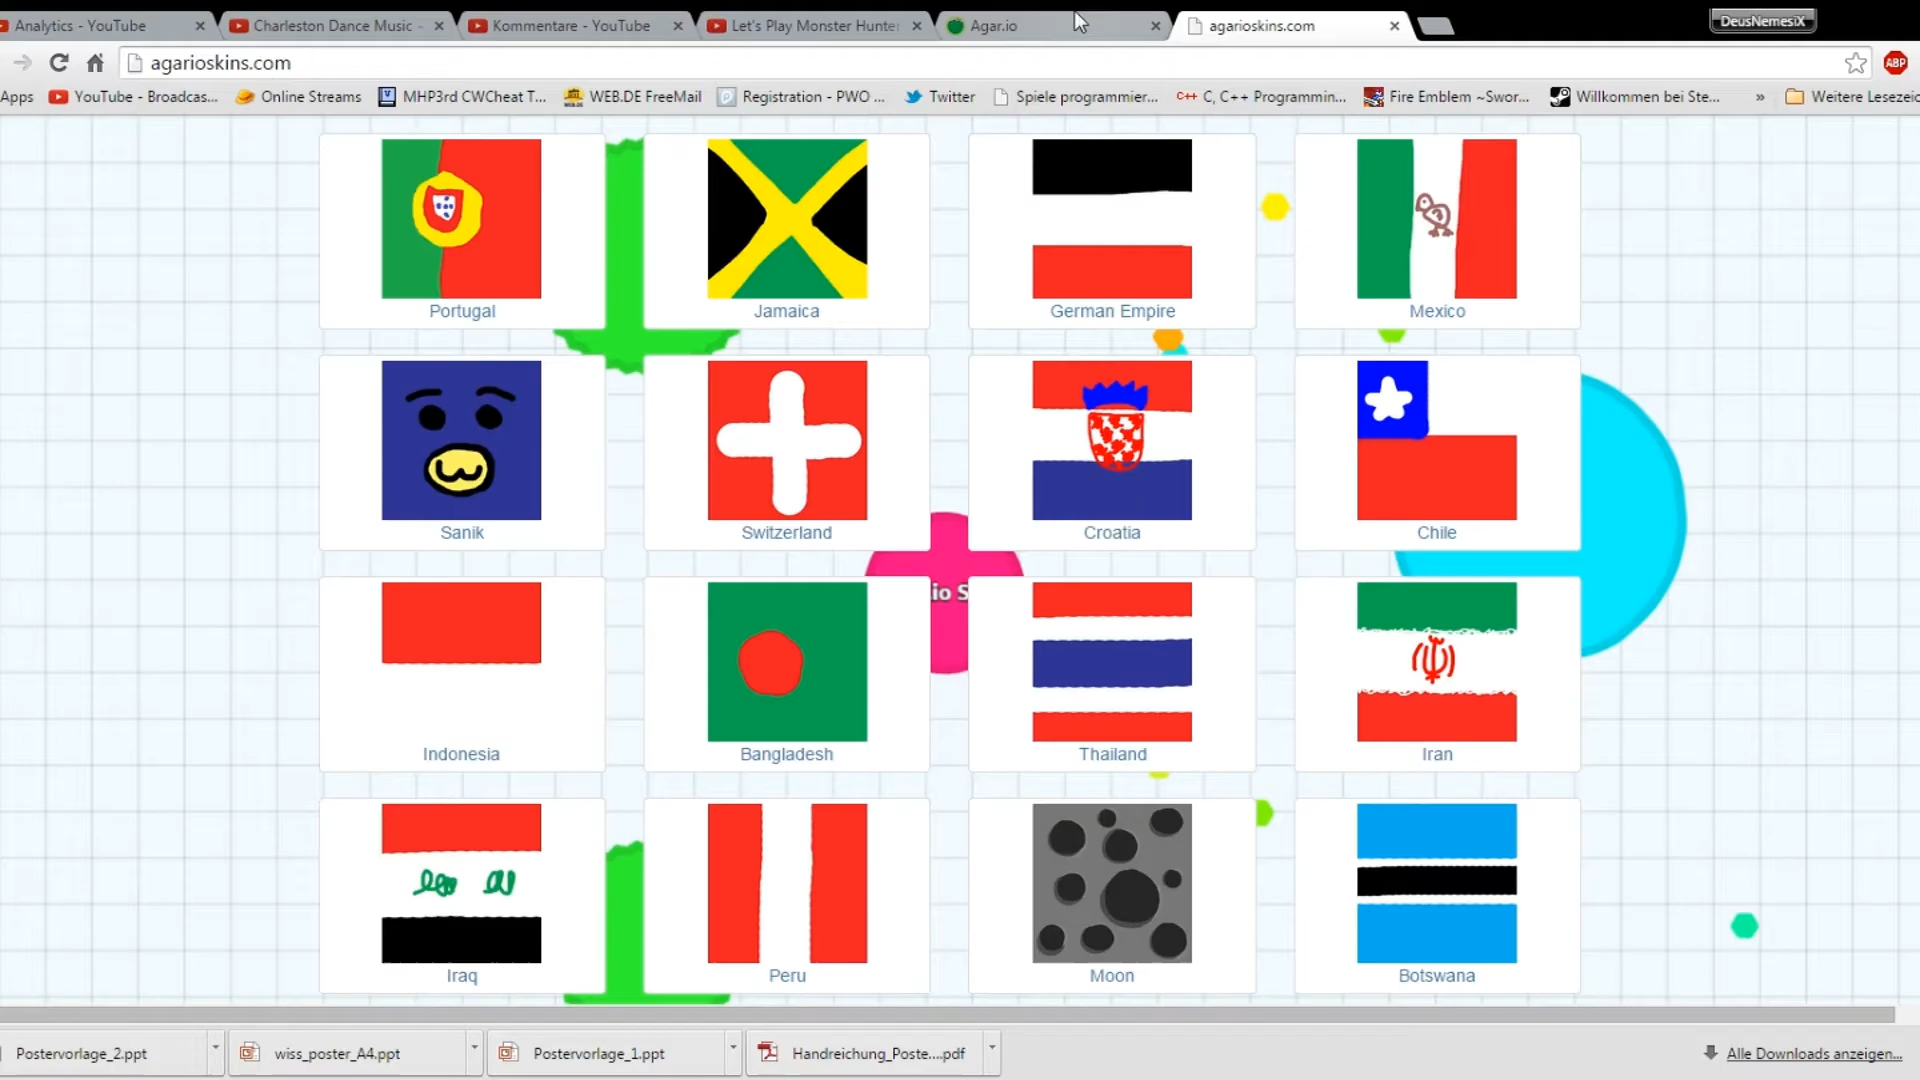 Analytics - YouTube
Charleston Dance Music -
Kommentare - YouTube
Let's Play Monster Hunter
Agar.io
agarioskins.com
DeusNemesiX
agarioskins.com
ABP
Apps
YouTube - Broadcas...
Online Streams
MHP3rd CWCheat T...
WEB.DE FreeMail
Registration - PWO ...
Twitter
Spiele programmier...
C, C++ Programmin...
Fire Emblem ~Swor...
Willkommen bei Ste...
»
Weitere Lesezeic
Portugal
Jamaica
German Empire
Mexico
Sanik
Switzerland
Croatia
Chile
io S
Indonesia
Bangladesh
Thailand
Iran
Iraq
Peru
Moon
Botswana
Postervorlage_2.ppt
wiss_poster_A4.ppt
Postervorlage_1.ppt
Handreichung_Poste....pdf
Alle Downloads anzeigen...